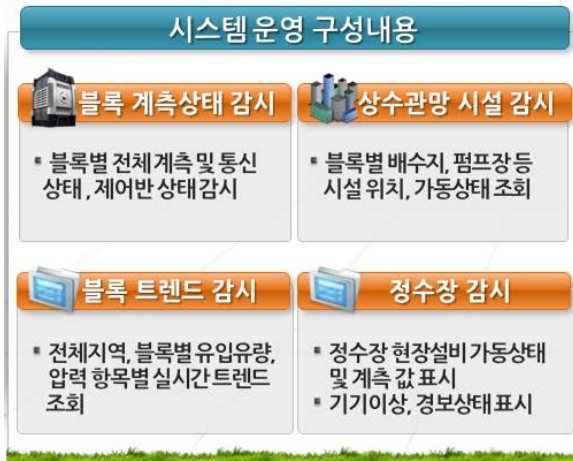 시스템 운영 구성내용
블록 계측상태 감시
▪ 블록별 전체 계측 및 통신
상태, 제어반 상태 감시
상수관망 시설 감시
▪ 블록별 배수지, 펌프장 등
시설 위치, 가동상태 조회
블록 트렌드 감시
▪ 전체지역, 블록별 유입유량,
압력 항목별 실시간 트렌드
조회
정수장 감시
▪ 정수장 현장설비 가동상태
및 계측 값 표시
▪ 기기이상, 경보상태 표시